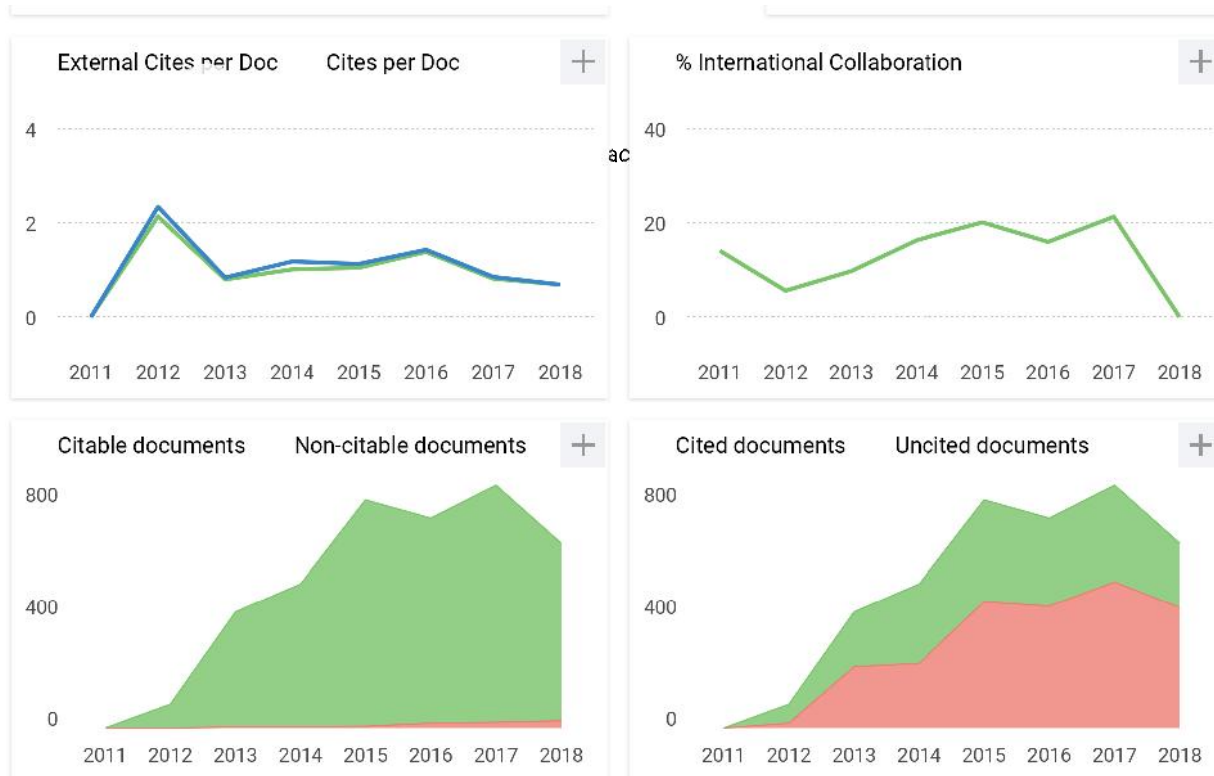 External Cites per Doc Cites per Doc
+
4
2
0
2011 2012 2013 2014 2015 2016 2017 2018
ac
% International Collaboration
+
40
20
0
2011 2012 2013 2014 2015 2016 2017 2018
Citable documents Non-citable documents
+
800
400
0
2011 2012 2013 2014 2015 2016 2017 2018
Cited documents Uncited documents
+
800
400
0
2011 2012 2013 2014 2015 2016 2017 2018